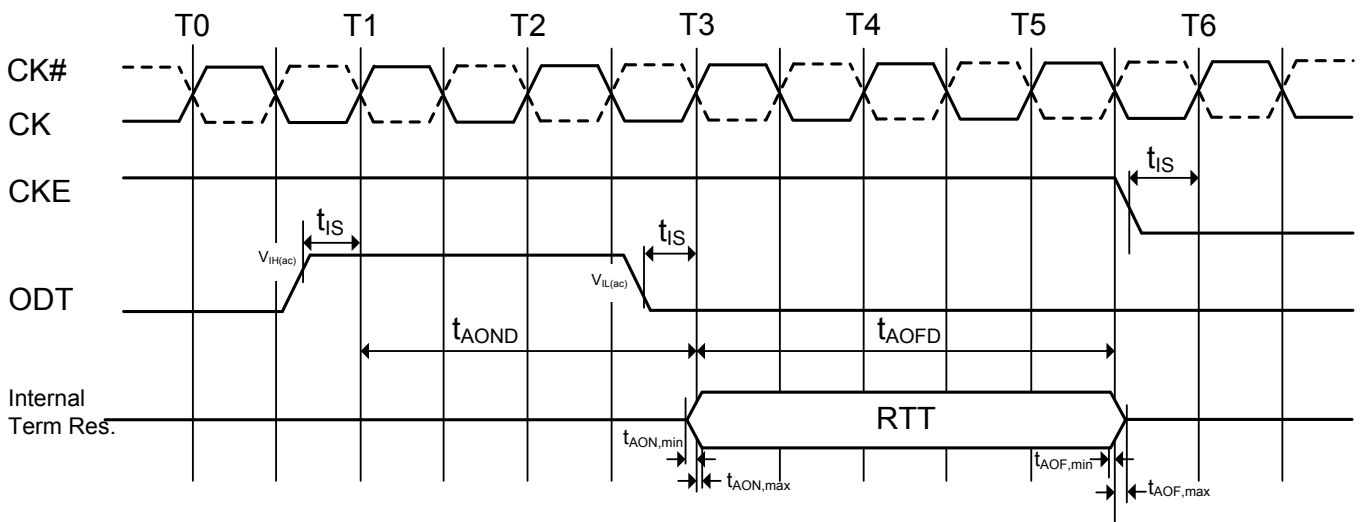 T0 T1 T2 T3 T4 T5 T6
CK#
CK
CKE
tIS
tIS
tIS
VIH(ac)
VIL(ac)
ODT
tAOND
tAOFD
Internal
Term Res.
RTT
tAON,min
tAOF,min
tAON,max
tAOF,max